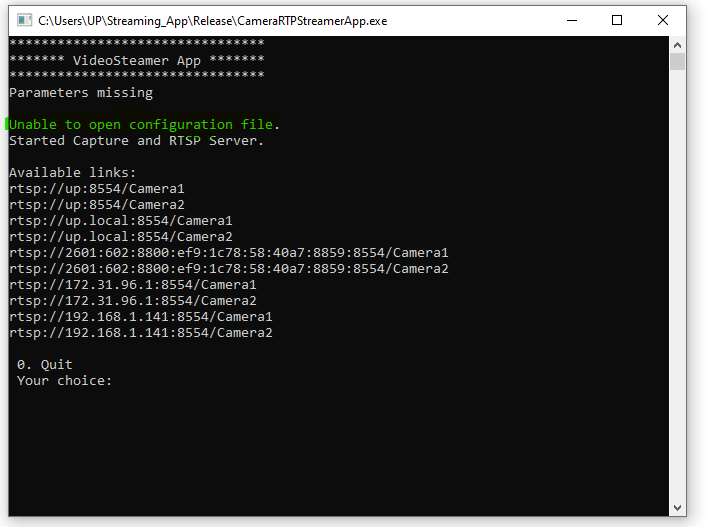 C:\Users\UP\Streaming_App\Release\CameraRTPStreamerApp.exe
********************************
******* VideoSteamer App *******
********************************
Parameters missing
Unable to open configuration file.
Started Capture and RTSP Server.
Available links:
rtsp://up:8554/Camera1
rtsp://up:8554/Camera2
rtsp://up.local:8554/Camera1
rtsp://up.local:8554/Camera2
rtsp://2601:602:8800:ef9:1c78:58:40a7:8859:8554/Camera1
rtsp://2601:602:8800:ef9:1c78:58:40a7:8859:8554/Camera2
rtsp://172.31.96.1:8554/Camera1
rtsp://172.31.96.1:8554/Camera2
rtsp://192.168.1.141:8554/Camera1
rtsp://192.168.1.141:8554/Camera2
0. Quit
Your choice: